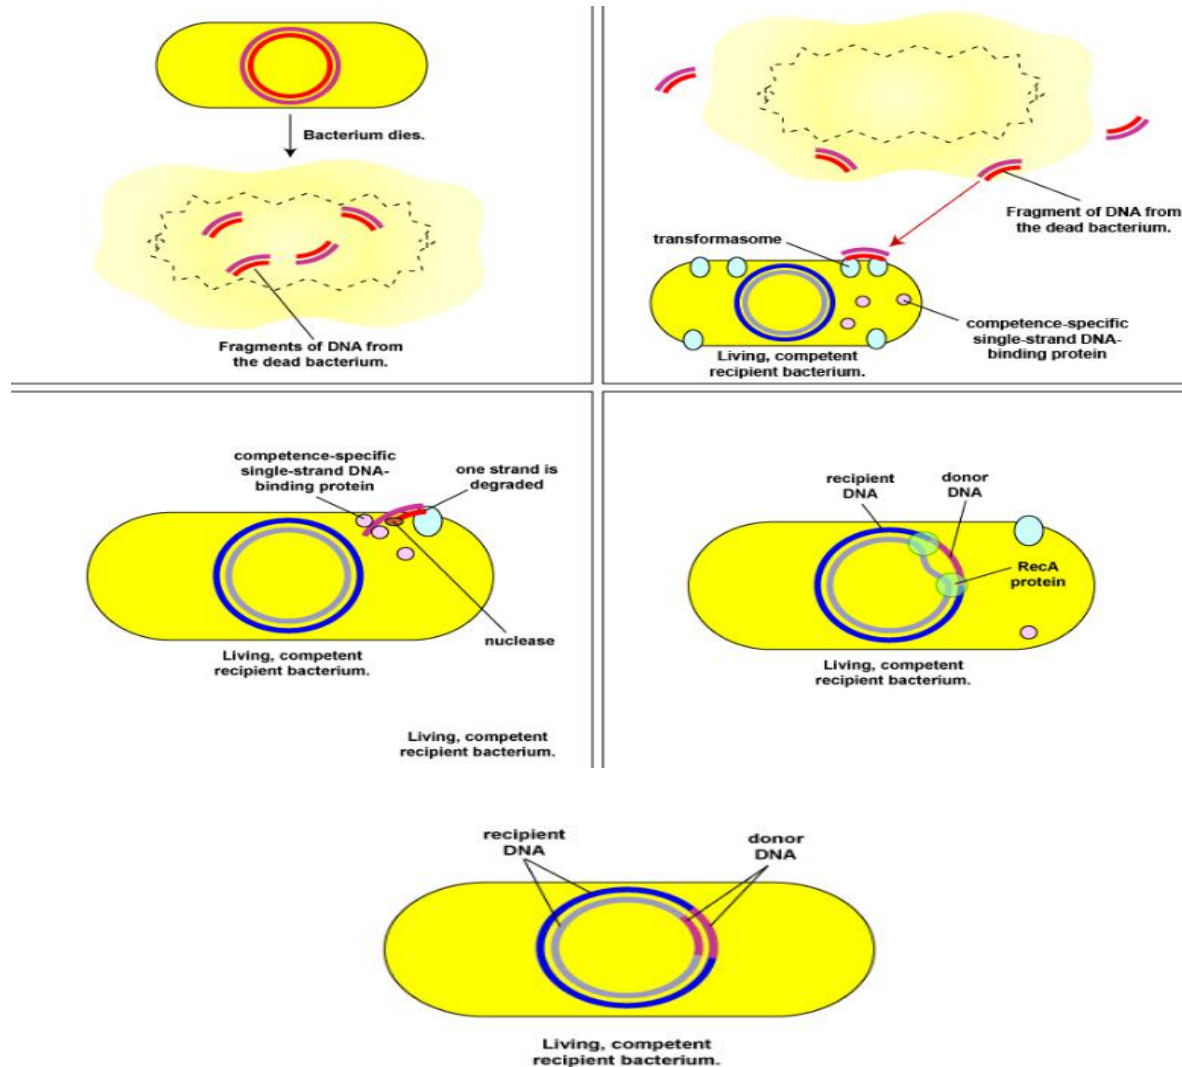 Bacterium dies.
Fragments of DNA from
the dead bacterium.
Fragment of DNA from
the dead bacterium.
transformasome
competence-specific
single-strand DNA-
binding protein
Living, competent
recipient bacterium.
competence-specific
single-strand DNA-
binding protein
one strand is
degraded
nuclease
Living, competent
recipient bacterium.
Living, competent
recipient bacterium.
recipient
DNA
donor
DNA
RecA
protein
Living, competent
recipient bacterium.
recipient
DNA
donor
DNA
Living, competent
recipient bacterium.